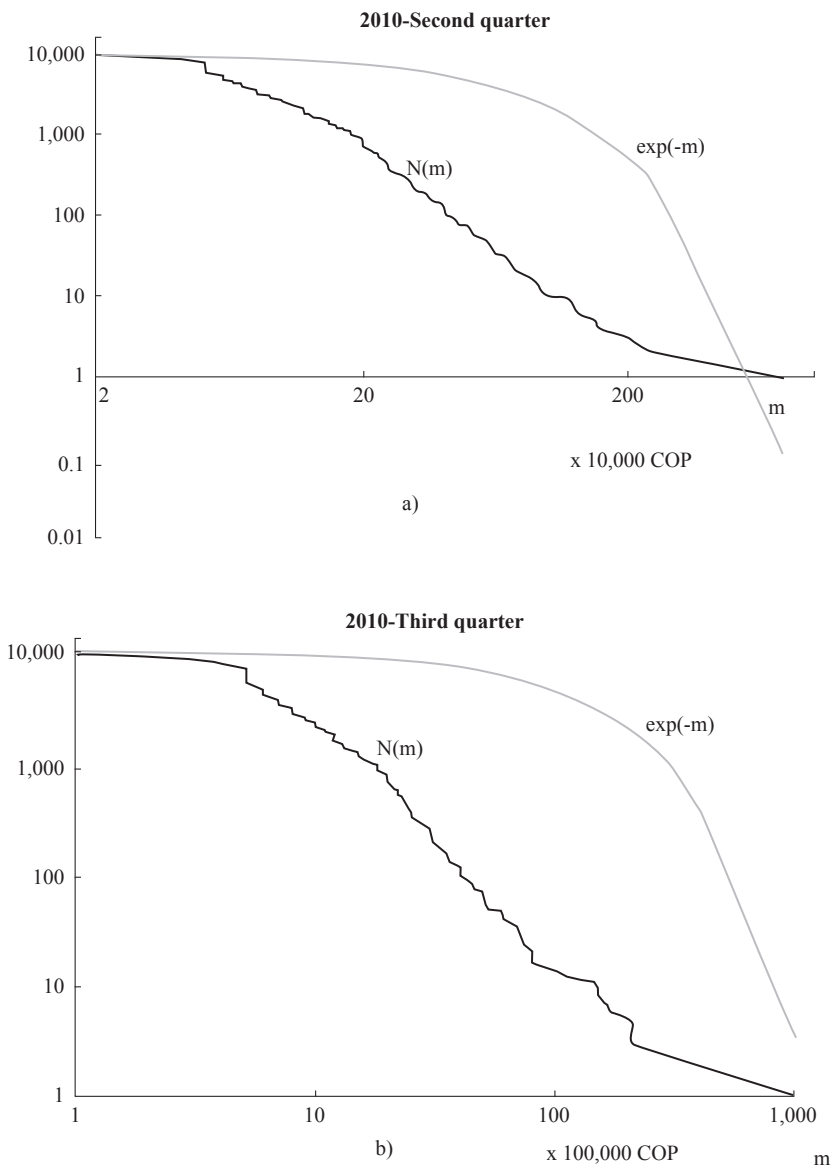 2010-Second quarter
10,000
1,000
exp(-m)
N(m)
100
10
1
2 20 200 m
0.1
x 10,000 COP
a)
0.01
2010-Third quarter
10,000
exp(-m)
N(m)
1,000
100
10
1
1 10 100 1,000
b) x 100,000 COP m